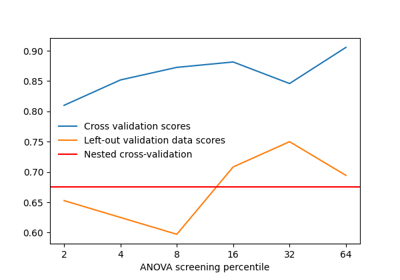 0.90
0.85
0.80
0.75
0.70
0.65
0.60
Cross validation scores
Left-out validation data scores
Nested cross-validation
2 4 8 16 32 64
ANOVA screening percentile